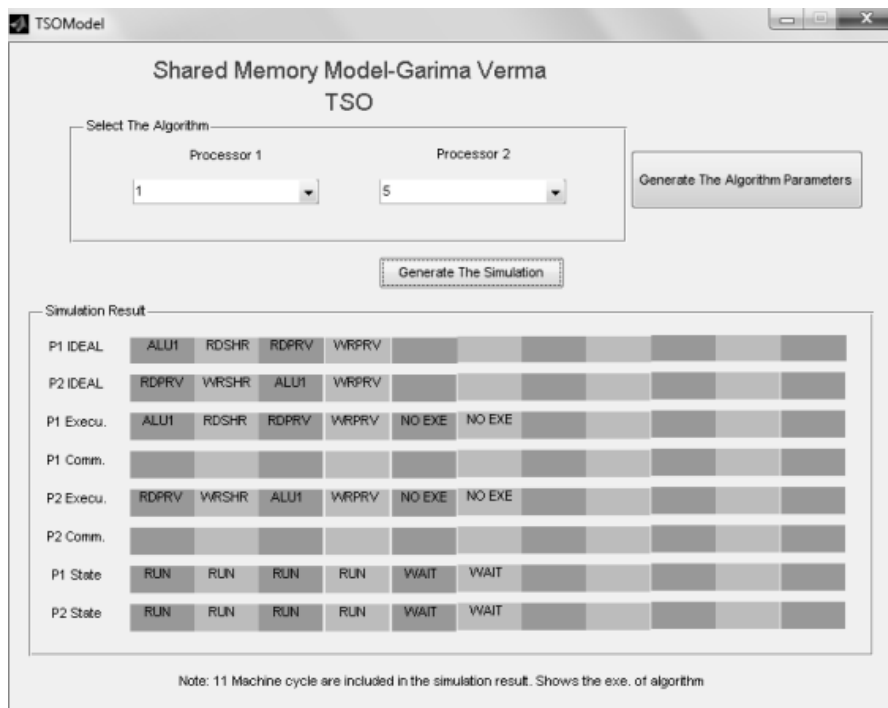 TSOModel
Shared Memory Model-Garima Verma
TSO
Select The Algorithm
Processor 1 Processor 2
1 5
Generate The Algorithm Parameters
Generate The Simulation
Simulation Result
P1 IDEAL ALU1 RDSHR RDPRV WRPRV
P2 IDEAL RDPRV WRSHR ALU1 WRPRV
P1 Execu. ALU1 RDSHR RDPRV WRPRV NO EXE NO EXE
P1 Comm.
P2 Execu. RDPRV WRSHR ALU1 WRPRV NO EXE NO EXE
P2 Comm.
P1 State RUN RUN RUN RUN WAIT WAIT
P2 State RUN RUN RUN RUN WAIT WAIT
Note: 11 Machine cycle are included in the simulation result. Shows the exe. of algorithm